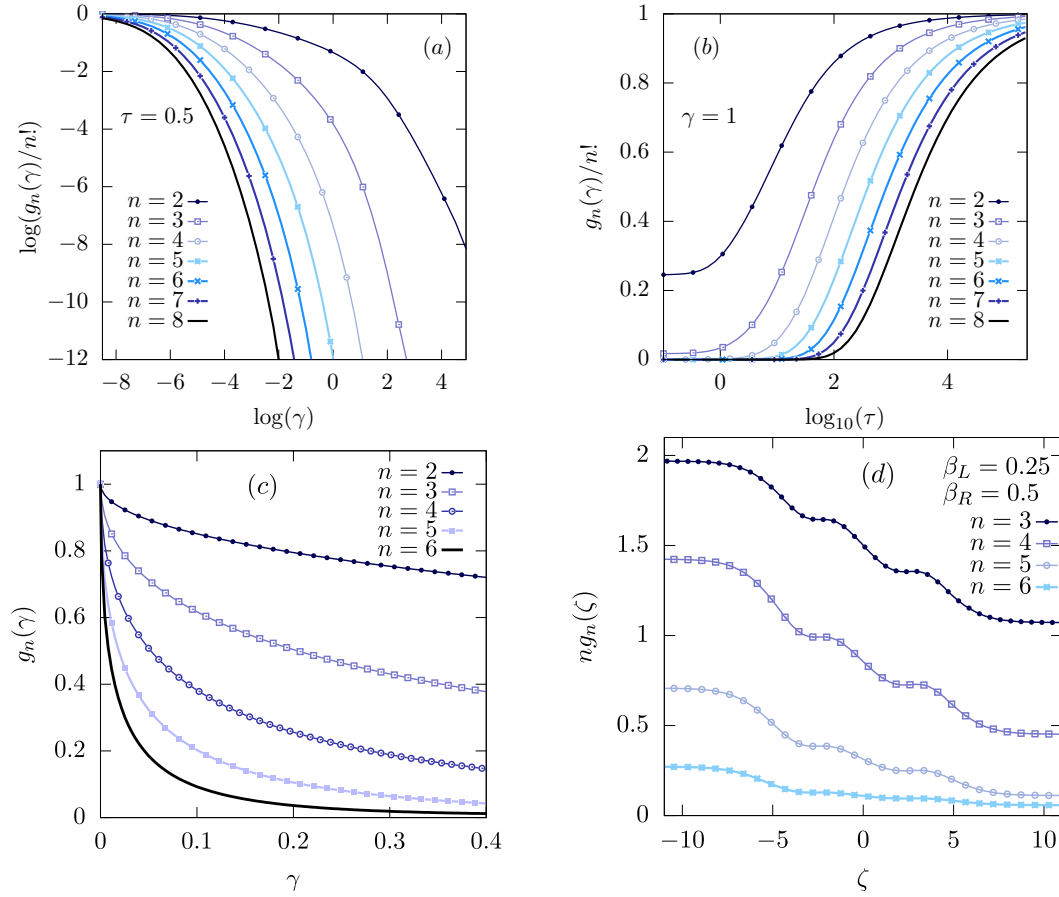 0
−2
−4
−6
−8
−10
−12
log(g_n(γ)/n!)
(a)
τ = 0.5
n = 2
n = 3
n = 4
n = 5
n = 6
n = 7
n = 8
−8 −6 −4 −2 0 2 4
log(γ)
1
0.8
0.6
0.4
0.2
0
g_n(γ)/n!
(b)
γ = 1
n = 2
n = 3
n = 4
n = 5
n = 6
n = 7
n = 8
0 2 4
log₁₀(τ)
1
0.8
0.6
0.4
0.2
0
g_n(γ)
(c)
n = 2
n = 3
n = 4
n = 5
n = 6
0 0.1 0.2 0.3 0.4
γ
2
1.5
1
0.5
0
ng_n(ζ)
(d)
β_L = 0.25
β_R = 0.5
n = 3
n = 4
n = 5
n = 6
−10 −5 0 5 10
ζ